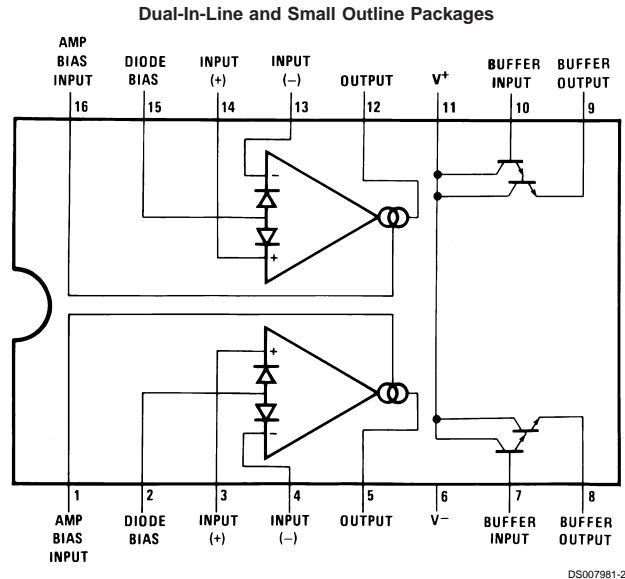 Dual-In-Line and Small Outline Packages
AMP BIAS INPUT
DIODE BIAS
INPUT (+)
INPUT (−)
OUTPUT
V+
BUFFER INPUT
BUFFER OUTPUT
16 15 14 13 12 11 10 9
−
+
+
−
1 2 3 4 5 6 7 8
AMP BIAS INPUT
DIODE BIAS
INPUT (+)
INPUT (−)
OUTPUT
V−
BUFFER INPUT
BUFFER OUTPUT
DS007981-2